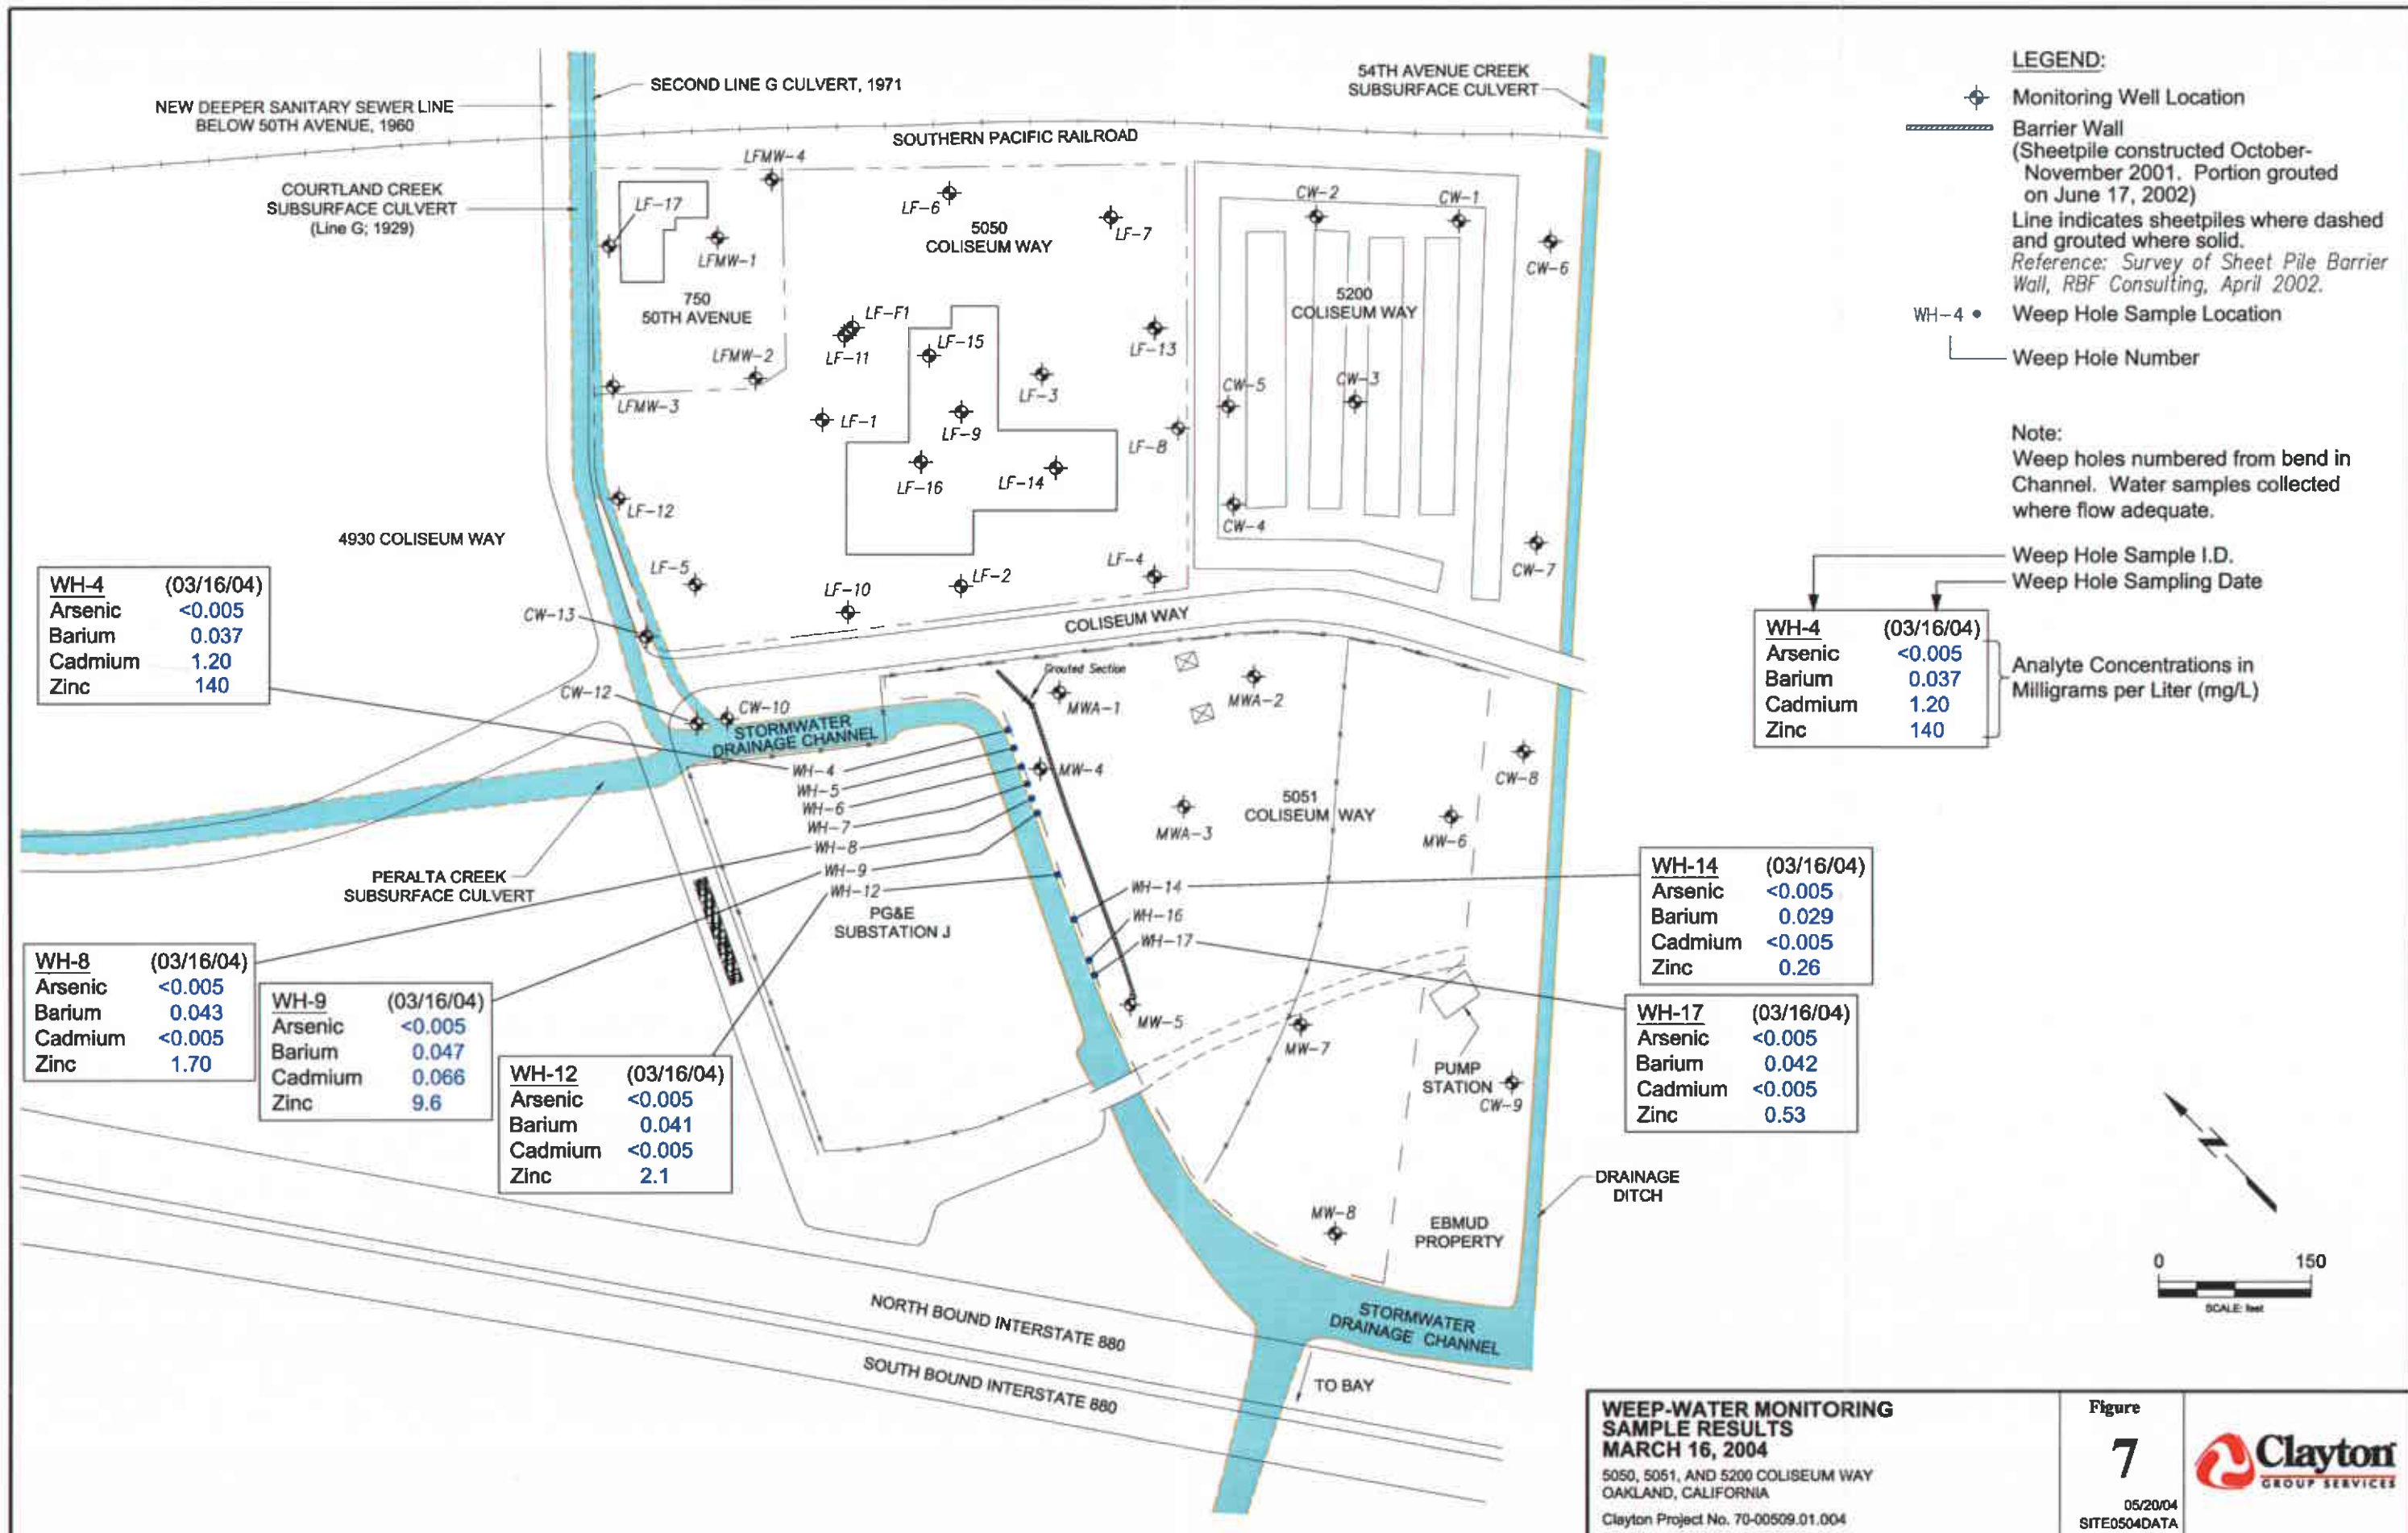 NEW DEEPER SANITARY SEWER LINE
BELOW 50TH AVENUE, 1960
SECOND LINE G CULVERT, 1971
54TH AVENUE CREEK
SUBSURFACE CULVERT
SOUTHERN PACIFIC RAILROAD
COURTLAND CREEK
SUBSURFACE CULVERT
(Line G; 1929)
LFMW-4
LF-17
LFMW-1
LF-6
5050
COLISEUM WAY
LF-7
CW-2
CW-1
CW-6
750
50TH AVENUE
LF-F1
LF-11
LF-15
LF-13
5200
COLISEUM WAY
LFMW-2
LFMW-3
LF-3
CW-5
CW-3
LF-1
LF-9
LF-8
LF-16
LF-14
CW-4
LF-12
4930 COLISEUM WAY
LF-5
LF-10
LF-2
LF-4
CW-7
CW-13
COLISEUM WAY
Grouted Section
CW-12
CW-10
MWA-1
MWA-2
STORMWATER
DRAINAGE CHANNEL
WH-4
WH-5
WH-6
WH-7
WH-8
WH-9
WH-12
MW-4
MWA-3
5051
COLISEUM WAY
CW-8
MW-6
PERALTA CREEK
SUBSURFACE CULVERT
PG&E
SUBSTATION J
WH-14
WH-16
WH-17
MW-5
MW-7
PUMP
STATION
CW-9
MW-8
EBMUD
PROPERTY
DRAINAGE
DITCH
STORMWATER
DRAINAGE CHANNEL
NORTH BOUND INTERSTATE 880
SOUTH BOUND INTERSTATE 880
TO BAY
WH-4 (03/16/04)
Arsenic <0.005
Barium 0.037
Cadmium 1.20
Zinc 140
WH-8 (03/16/04)
Arsenic <0.005
Barium 0.043
Cadmium <0.005
Zinc 1.70
WH-9 (03/16/04)
Arsenic <0.005
Barium 0.047
Cadmium 0.066
Zinc 9.6
WH-12 (03/16/04)
Arsenic <0.005
Barium 0.041
Cadmium <0.005
Zinc 2.1
WH-14 (03/16/04)
Arsenic <0.005
Barium 0.029
Cadmium <0.005
Zinc 0.26
WH-17 (03/16/04)
Arsenic <0.005
Barium 0.042
Cadmium <0.005
Zinc 0.53
LEGEND:
Monitoring Well Location
Barrier Wall
(Sheetpile constructed October-
November 2001. Portion grouted
on June 17, 2002)
Line indicates sheetpiles where dashed
and grouted where solid.
Reference: Survey of Sheet Pile Barrier
Wall, RBF Consulting, April 2002.
WH-4 Weep Hole Sample Location
Weep Hole Number
Note:
Weep holes numbered from bend in
Channel. Water samples collected
where flow adequate.
Weep Hole Sample I.D.
Weep Hole Sampling Date
WH-4 (03/16/04)
Arsenic <0.005
Barium 0.037
Cadmium 1.20
Zinc 140
Analyte Concentrations in
Milligrams per Liter (mg/L)
Z
0 150
SCALE: feet
WEEP-WATER MONITORING
SAMPLE RESULTS
MARCH 16, 2004
5050, 5051, AND 5200 COLISEUM WAY
OAKLAND, CALIFORNIA
Clayton Project No. 70-00509.01.004
Figure
7
05/20/04
SITE0504DATA
Clayton
GROUP SERVICES